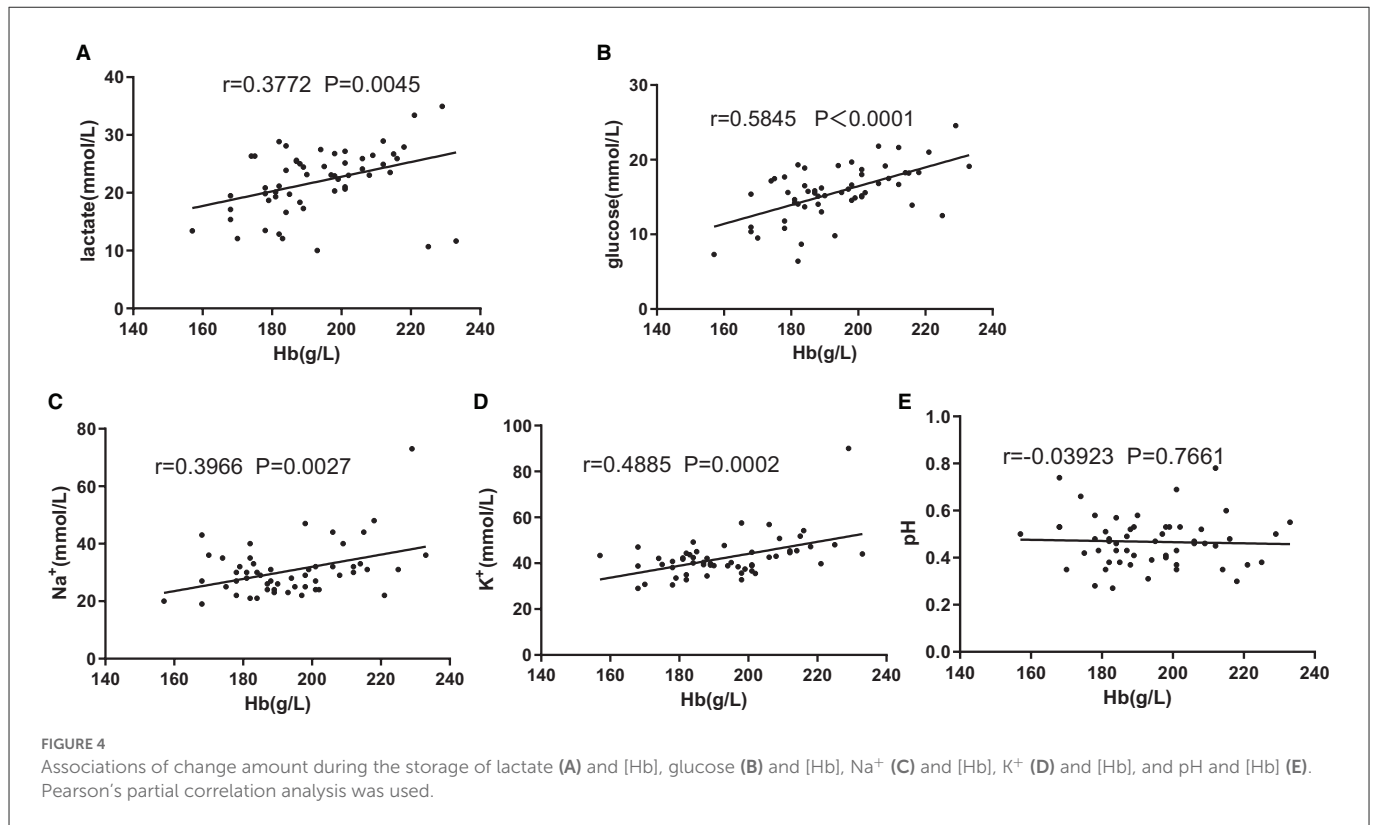 A
r=0.3772 P=0.0045
lactate(mmol/L)
40
30
20
10
0
140 160 180 200 220 240
Hb(g/L)
B
r=0.5845 P<0.0001
glucose(mmol/L)
30
20
10
0
140 160 180 200 220 240
Hb(g/L)
C
r=0.3966 P=0.0027
Na⁺(mmol/L)
80
60
40
20
0
140 160 180 200 220 240
Hb(g/L)
D
r=0.4885 P=0.0002
K⁺(mmol/L)
100
80
60
40
20
0
140 160 180 200 220 240
Hb(g/L)
E
r=-0.03923 P=0.7661
pH
1.0
0.8
0.6
0.4
0.2
0.0
140 160 180 200 220 240
Hb(g/L)
FIGURE 4
Associations of change amount during the storage of lactate (A) and [Hb], glucose (B) and [Hb], Na⁺ (C) and [Hb], K⁺ (D) and [Hb], and pH and [Hb] (E).
Pearson's partial correlation analysis was used.